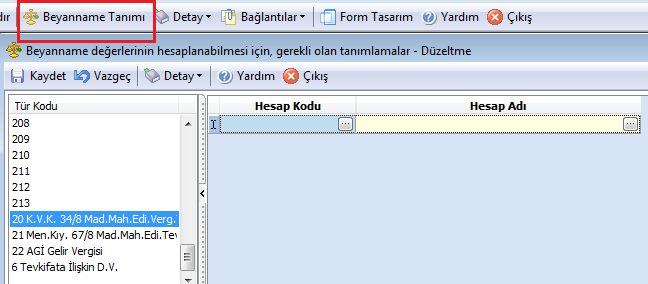 dır Beyanname Tanımı Detay Bağlantılar Form Tasarım Yardım Çıkış
Beyanname değerlerinin hesaplanabilmesi için, gerekli olan tanımlamalar - Düzeltme
Kaydet Vazgeç Detay Yardım Çıkış
Tür Kodu
208
209
210
211
212
213
20 K.V.K. 34/8 Mad.Mah.Edi.Verg.
21 Men.Kıy. 67/8 Mad.Mah.Edi.Tev
22 AGİ Gelir Vergisi
6 Tevkifata İlişkin D.V.
Hesap Kodu Hesap Adı